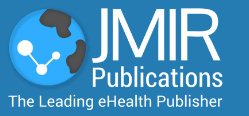 JMIR
Publications
The Leading eHealth Publisher